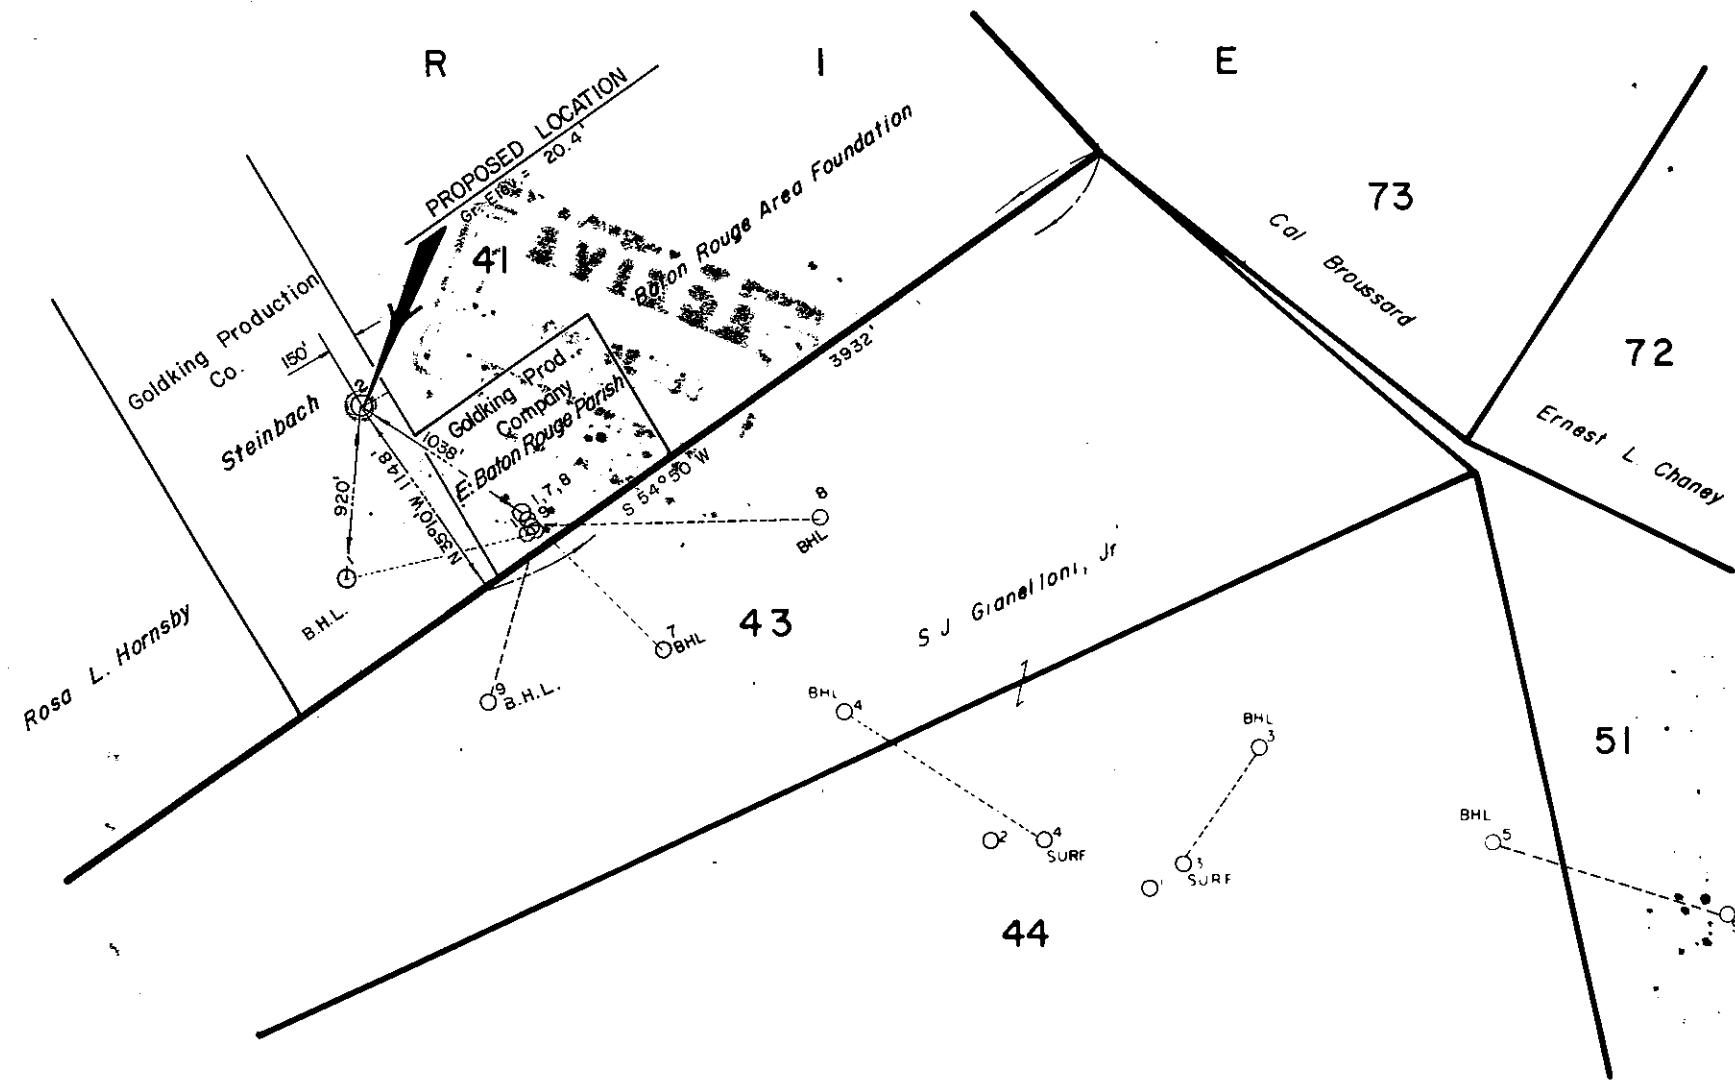 R I E
PROPOSED LOCATION
Gr. Elev. = 20.4'
41
Baton Rouge Area Foundation
73
Cal Broussard
72
Ernest L. Chaney
Goldking Production
Co.
150'
Steinbach
2
Goldking Prod.
Company
E. Baton Rouge Parish
1038'
N35°10'W 1148'
920'
3932'
S 54°50' W
1, 7, 8
9
8
BHL
B.H.L.
7
BHL
9
B.H.L.
43
S J Gianelloni, Jr
Rosa L. Hornsby
BHL
4
BHL
3
51
2
4
SURF
3
SURF
1
BHL
5
44